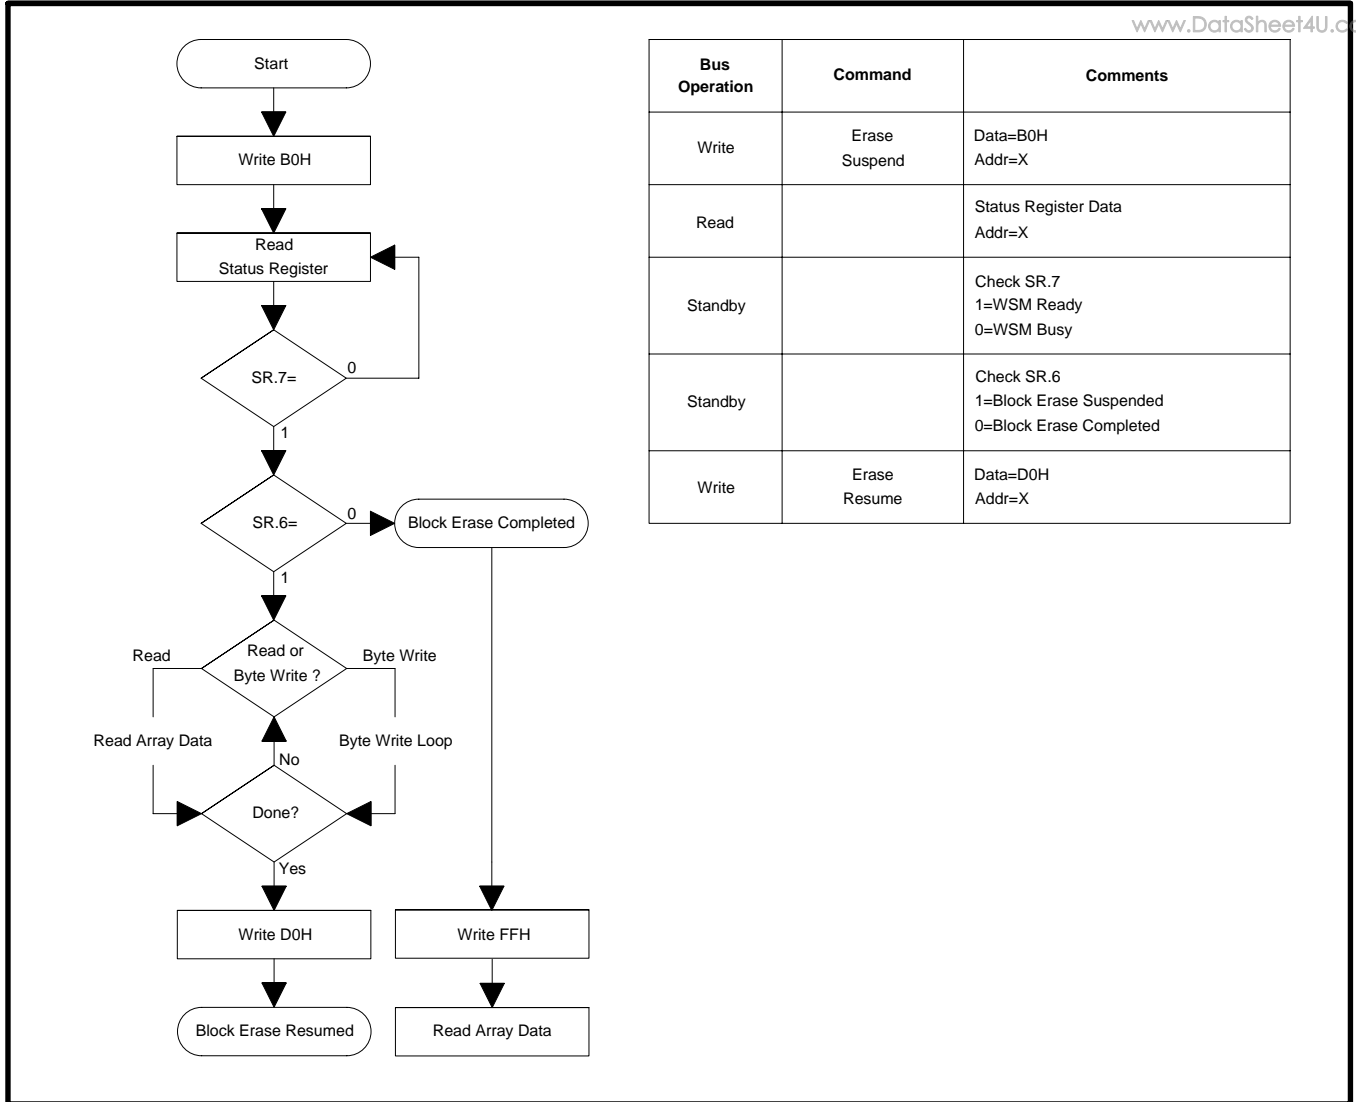 www.DataSheet4U.co
Start
Write B0H
Read
Status Register
SR.7=
0
1
SR.6=
0
Block Erase Completed
1
Read or
Byte Write ?
Read
Byte Write
Read Array Data
Byte Write Loop
No
Done?
Yes
Write D0H
Write FFH
Block Erase Resumed
Read Array Data
Bus
Operation
Command
Comments
Write
Erase
Suspend
Data=B0H
Addr=X
Read
Status Register Data
Addr=X
Standby
Check SR.7
1=WSM Ready
0=WSM Busy
Standby
Check SR.6
1=Block Erase Suspended
0=Block Erase Completed
Write
Erase
Resume
Data=D0H
Addr=X